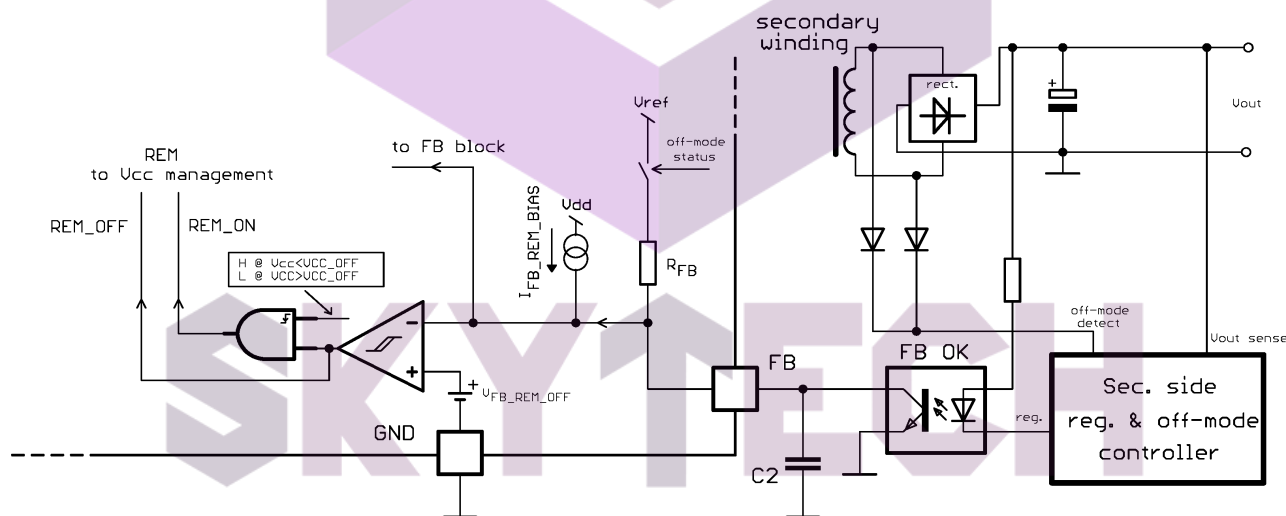 secondary
winding
rect.
+
Vout
Vref
off-mode
status
to FB block
REM
to Vcc management
REM_OFF
REM_ON
H @ Vcc<VCC_OFF
L @ VCC>VCC_OFF
IFB_REM_BIAS
Vdd
RFB
-
+
+
VFB_REM_OFF
GND
FB
C2
FB OK
off-mode
detect
Vout sense
reg.
Sec. side
reg. & off-mode
controller
SKYTECH